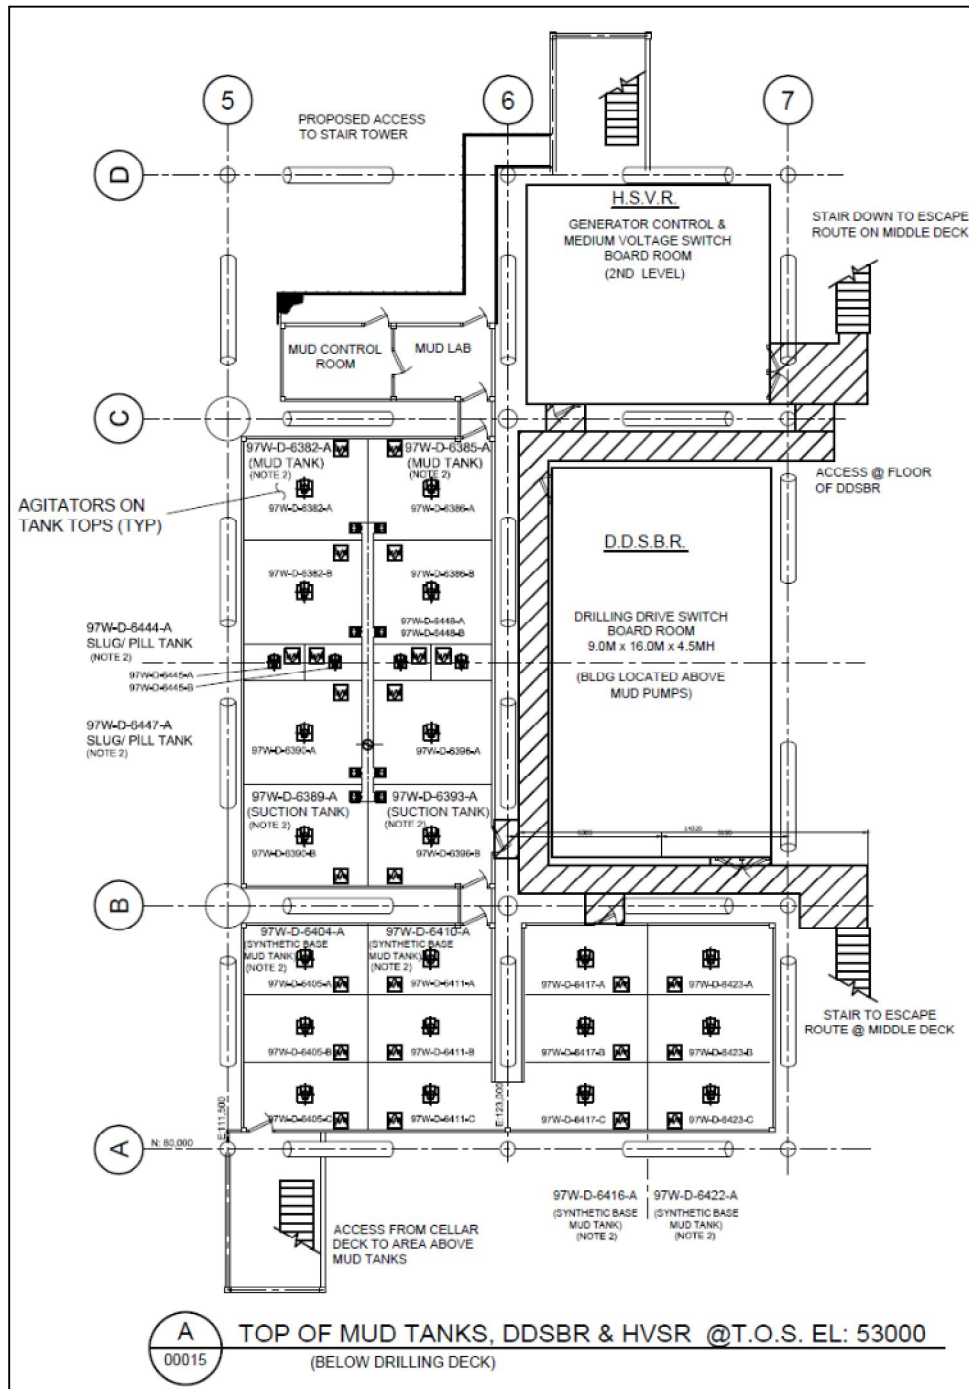 5
6
7
PROPOSED ACCESS
TO STAIR TOWER
D
H.S.V.R.
GENERATOR CONTROL &
MEDIUM VOLTAGE SWITCH
BOARD ROOM
(2ND LEVEL)
STAIR DOWN TO ESCAPE
ROUTE ON MIDDLE DECK
MUD CONTROL
ROOM
MUD LAB
C
97W-D-6382-A
(MUD TANK)
(NOTE 2)
97W-D-6382-A
97W-D-6385-A
(MUD TANK)
(NOTE 2)
97W-D-6386-A
ACCESS @ FLOOR
OF DDSBR
AGITATORS ON
TANK TOPS (TYP)
D.D.S.B.R.
97W-D-6382-B
97W-D-6386-B
DRILLING DRIVE SWITCH
BOARD ROOM
9.0M x 16.0M x 4.5MH
(BLDG LOCATED ABOVE
MUD PUMPS)
97W-D-6444-A
SLUG/ PILL TANK
(NOTE 2)
97W-D-6448-A
97W-D-6448-B
97W-D-6445-A
97W-D-6445-B
97W-D-6447-A
SLUG/ PILL TANK
(NOTE 2)
97W-D-6390-A
97W-D-6396-A
97W-D-6389-A
(SUCTION TANK)
(NOTE 2)
97W-D-6390-B
97W-D-6393-A
(SUCTION TANK)
(NOTE 2)
97W-D-6396-B
B
97W-D-6404-A
(SYNTHETIC BASE
MUD TANK)
(NOTE 2)
97W-D-6405-A
97W-D-6410-A
(SYNTHETIC BASE
MUD TANK)
(NOTE 2)
97W-D-6411-A
97W-D-6417-A
97W-D-6423-A
97W-D-6405-B
97W-D-6411-B
97W-D-6417-B
97W-D-6423-B
97W-D-6405-C
97W-D-6411-C
97W-D-6417-C
97W-D-6423-C
STAIR TO ESCAPE
ROUTE @ MIDDLE DECK
E:111,500
E:123,000
A
N: 80,000
97W-D-6416-A
(SYNTHETIC BASE
MUD TANK)
(NOTE 2)
97W-D-6422-A
(SYNTHETIC BASE
MUD TANK)
(NOTE 2)
ACCESS FROM CELLAR
DECK TO AREA ABOVE
MUD TANKS
A
00015
TOP OF MUD TANKS, DDSBR & HVSR @T.O.S. EL: 53000
(BELOW DRILLING DECK)